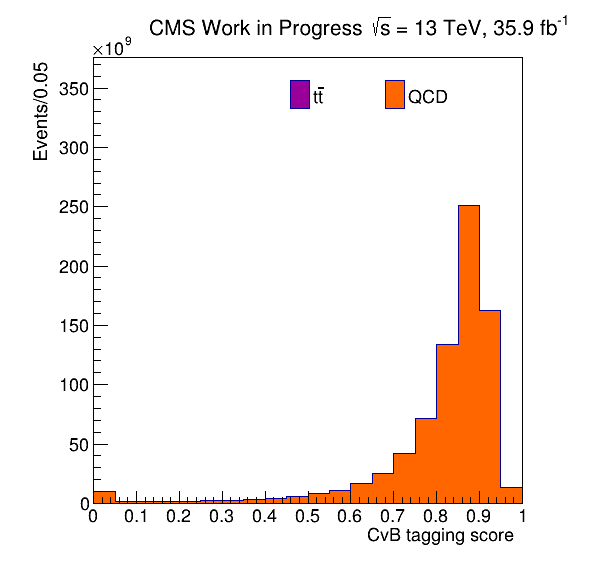 CMS Work in Progress √s = 13 TeV, 35.9 fb⁻¹
×10⁹
Events/0.05
tt̄
QCD
350
300
250
200
150
100
50
0
0 0.1 0.2 0.3 0.4 0.5 0.6 0.7 0.8 0.9 1
CvB tagging score